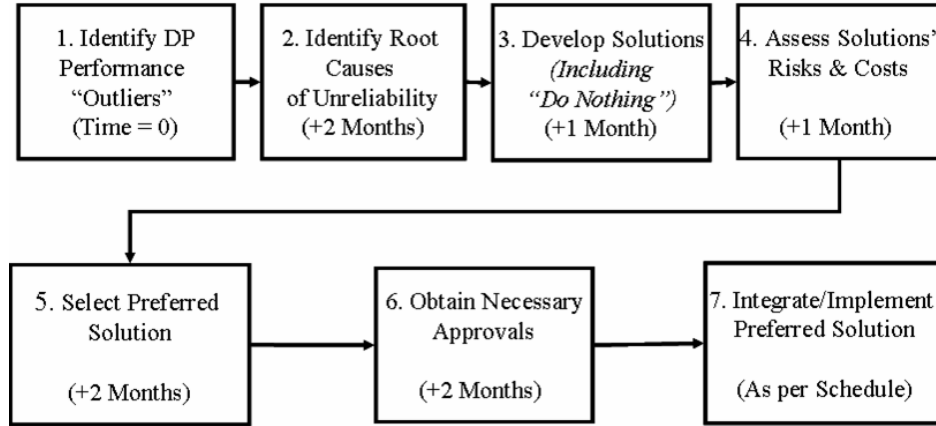 1. Identify DP
Performance
“Outliers”
(Time = 0)
2. Identify Root
Causes
of Unreliability
(+2 Months)
3. Develop Solutions
(Including
“Do Nothing”)
(+1 Month)
4. Assess Solutions’
Risks & Costs
(+1 Month)
5. Select Preferred
Solution
(+2 Months)
6. Obtain Necessary
Approvals
(+2 Months)
7. Integrate/Implement
Preferred Solution
(As per Schedule)